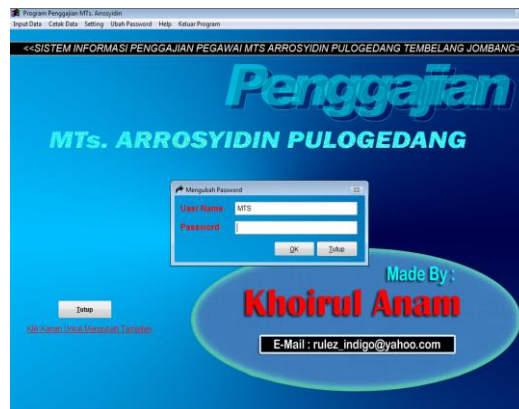 Program Penggajian MTs. Arrosyidin
Input Data Cetak Data Setting Ubah Password Help Keluar Program
<<SISTEM INFORMASI PENGGAJIAN PEGAWAI MTS ARROSYIDIN PULOGEDANG TEMBELANG JOMBANG>
Penggajian
MTs. ARROSYIDIN PULOGEDANG
Mengubah Password
User Name MTS
Password
OK Tutup
Made By :
Khoirul Anam
Tutup
Klik Kanan Untuk Mengubah Tampilan
E-Mail : rulez_indigo@yahoo.com